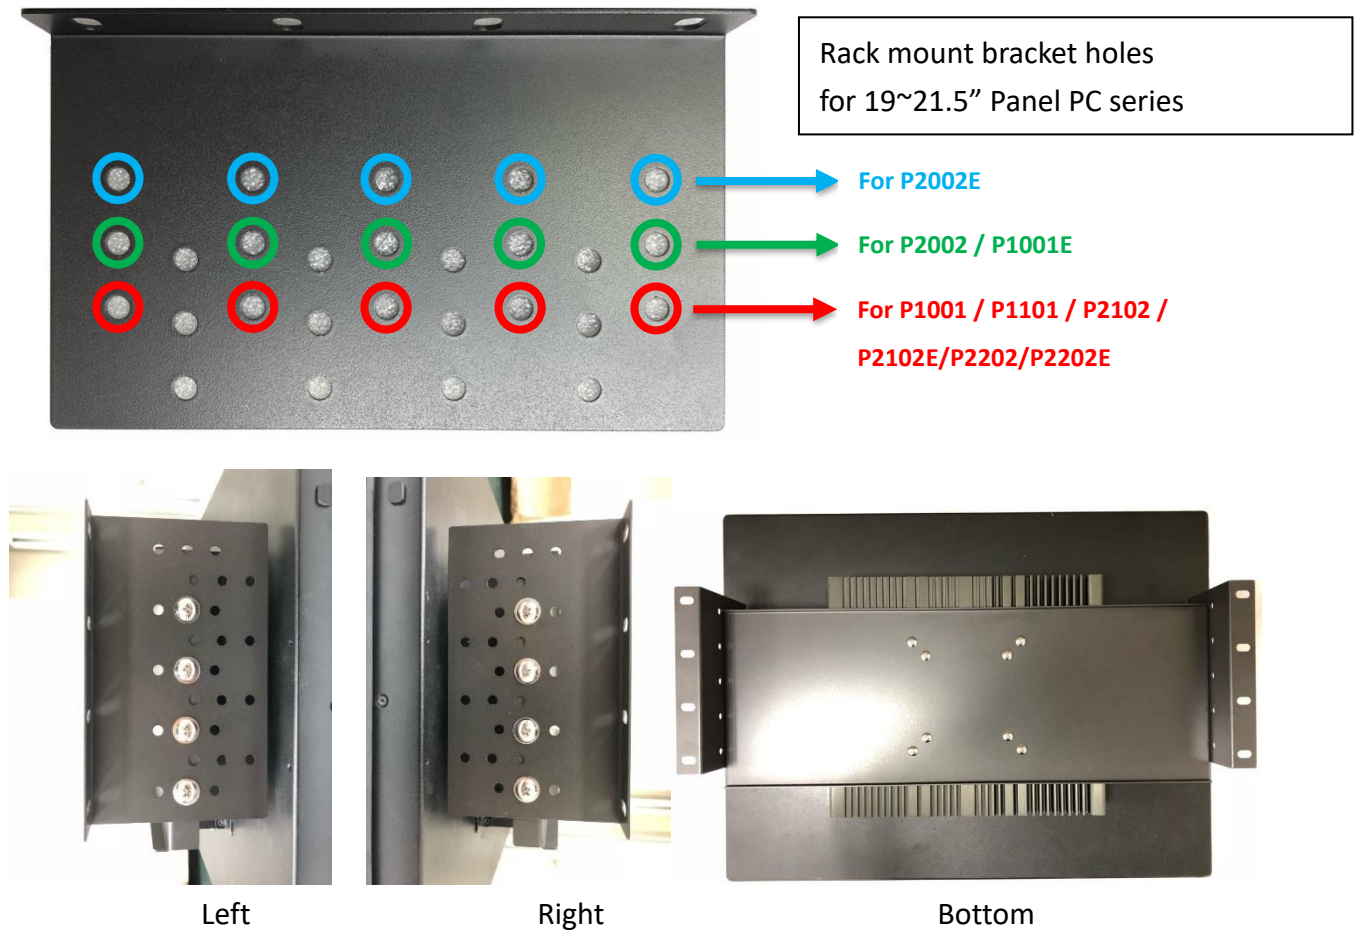 Rack mount bracket holes
for 19~21.5” Panel PC series
For P2002E
For P2002 / P1001E
For P1001 / P1101 / P2102 /
P2102E/P2202/P2202E
Left
Right
Bottom